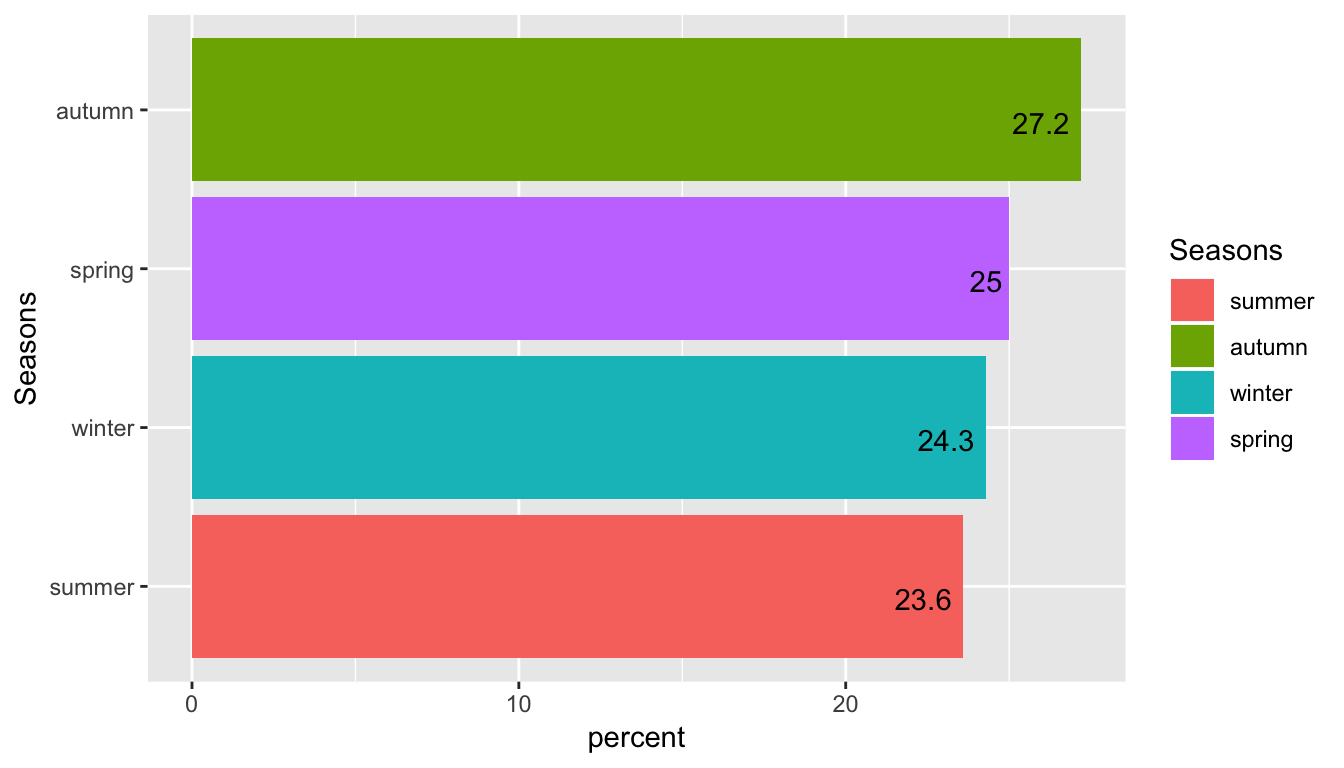 autumn
27.2
spring
25
winter
24.3
summer
23.6
Seasons
0 10 20
percent
Seasons
summer
autumn
winter
spring